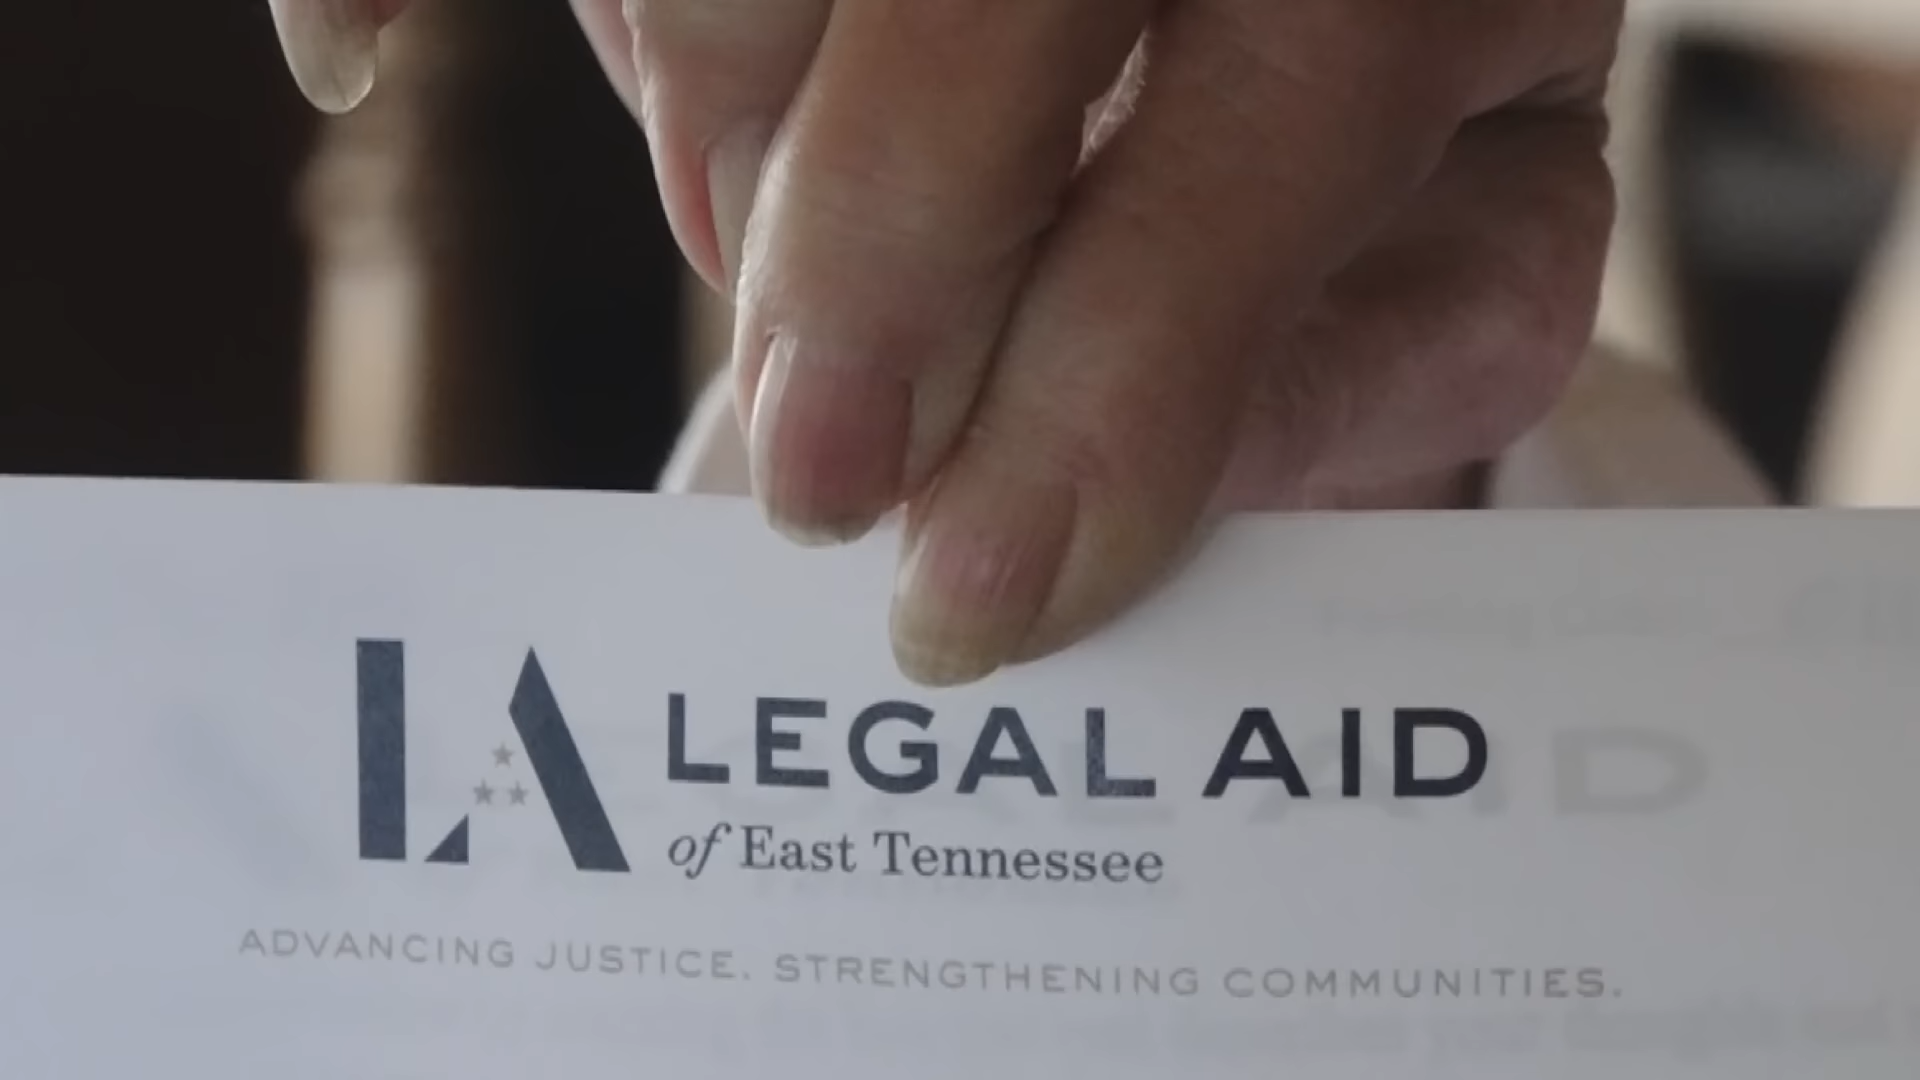 LA
LEGAL AID
of East Tennessee
ADVANCING JUSTICE. STRENGTHENING COMMUNITIES.